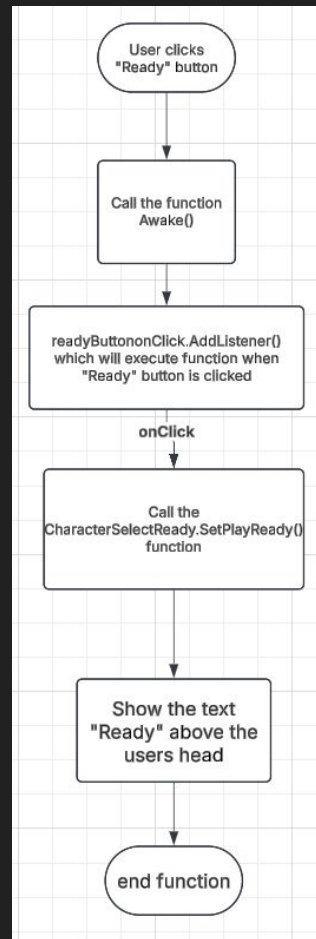 User clicks
"Ready" button
Call the function
Awake()
readyButtononClick.AddListener()
which will execute function when
"Ready" button is clicked
onClick
Call the
CharacterSelectReady.SetPlayReady()
function
Show the text
"Ready" above the
users head
end function